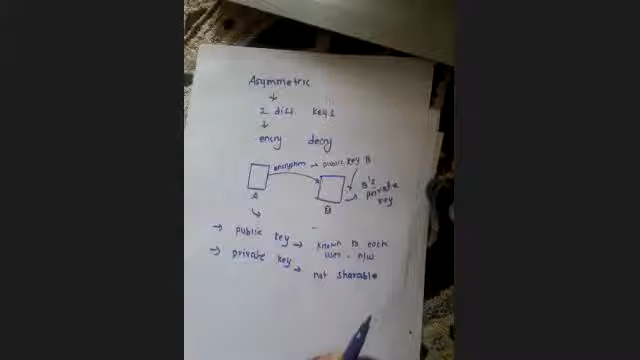 Asymmetric
2 dist. keys
encry decry
encryption → public key B
B's
private
key
A
B
→ public key → known to each
user - n/w
→ private key → not sharable